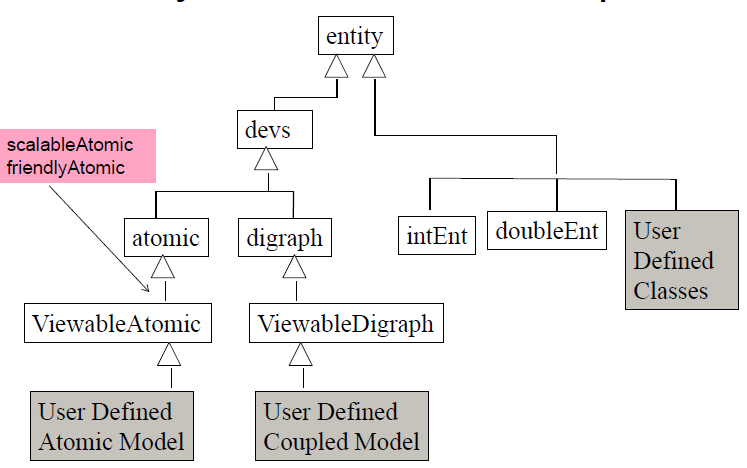 entity
devs
scalableAtomic
friendlyAtomic
atomic
digraph
intEnt
doubleEnt
User
Defined
Classes
ViewableAtomic
ViewableDigraph
User Defined
Atomic Model
User Defined
Coupled Model